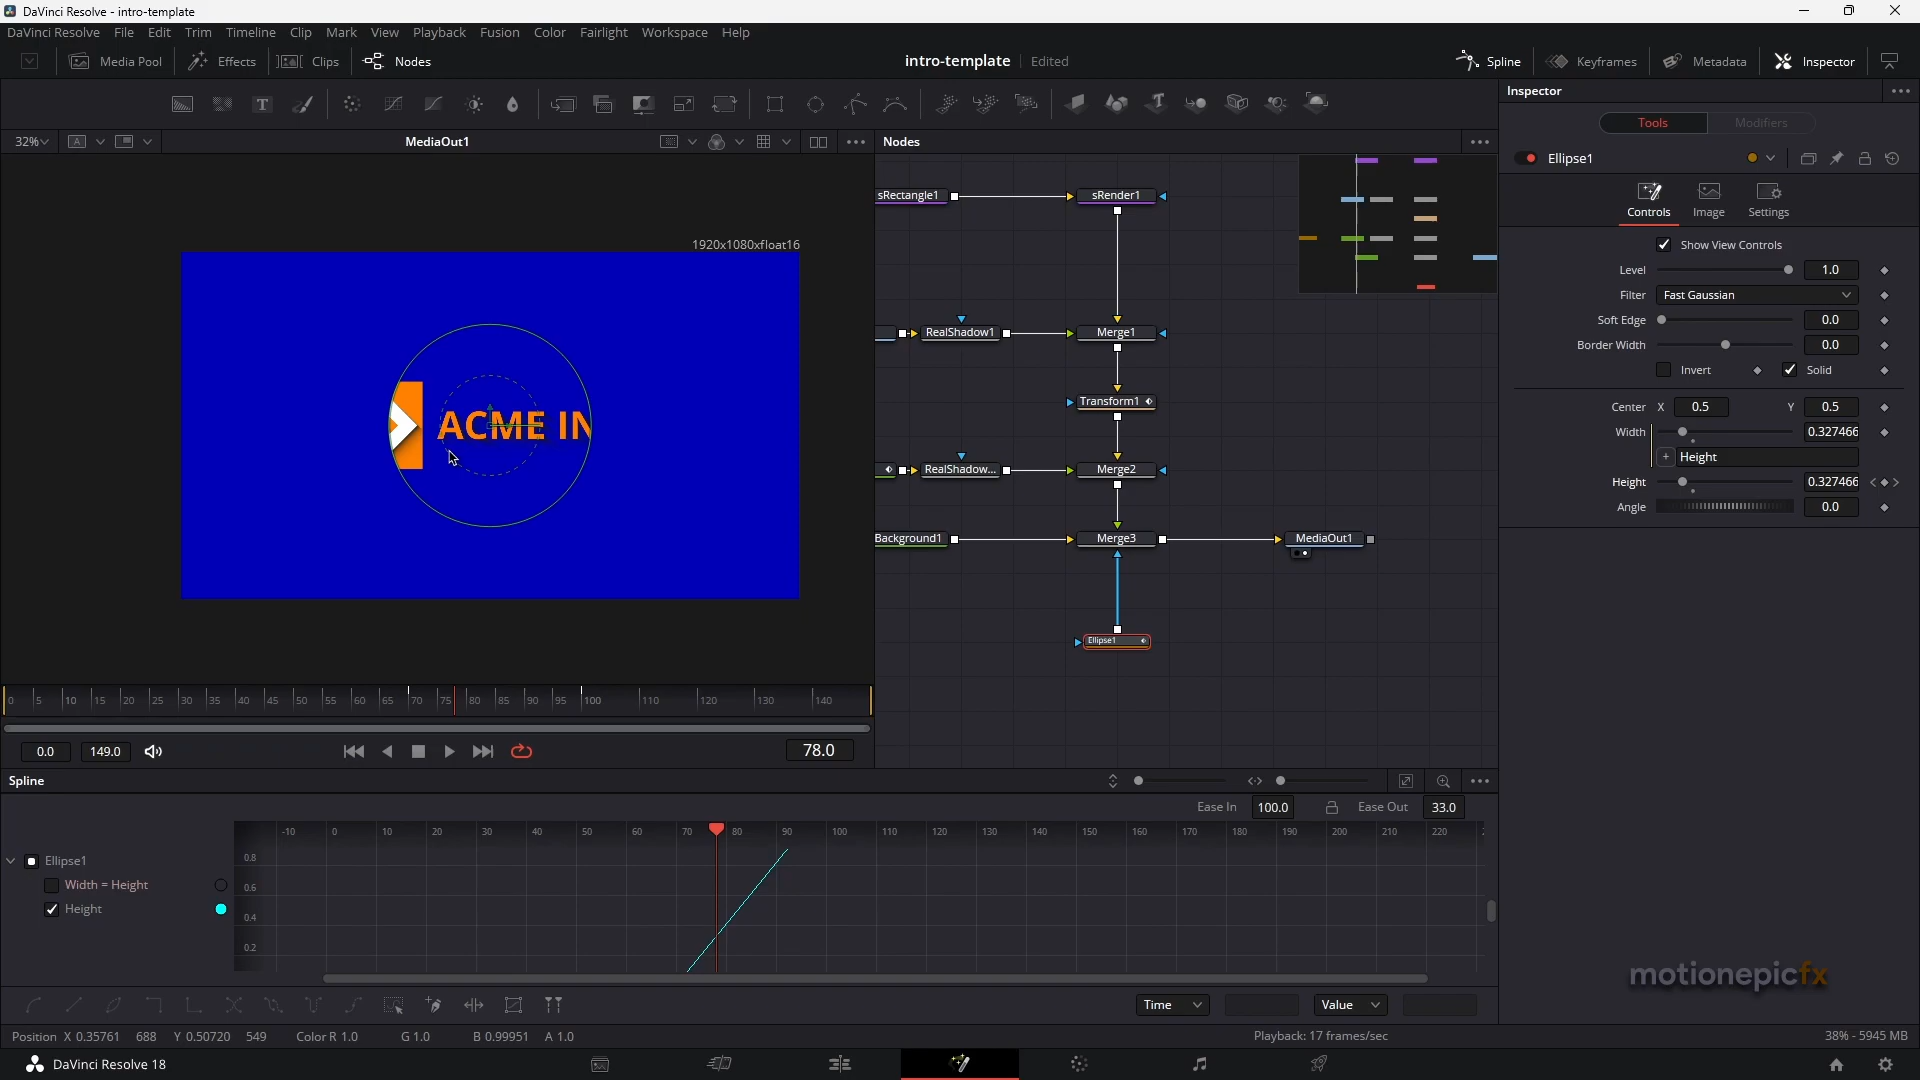 DaVinci Resolve - intro-template
DaVinci Resolve File Edit Trim Timeline Clip Mark View Playback Fusion Color Fairlight Workspace Help
Media Pool Effects Clips Nodes intro-template Edited Spline Keyframes Metadata Inspector
32% A MediaOut1 Nodes Inspector
Tools Modifiers
Ellipse1
Controls Image Settings
1920x1080xfloat16
ACME IN
sRectangle1 sRender1
RealShadow1 Merge1
Transform1
RealShadow... Merge2
Background1 Merge3 MediaOut1
Ellipse1
Show View Controls
Level 1.0
Filter Fast Gaussian
Soft Edge 0.0
Border Width 0.0
Invert Solid
Center X 0.5 Y 0.5
Width 0.327466
+ Height
Height 0.327466
Angle 0.0
0 5 10 15 20 25 30 35 40 45 50 55 60 65 70 75 80 85 90 95 100 110 120 130 140
0.0 149.0 78.0
Spline
Ease In 100.0 Ease Out 33.0
-10 0 10 20 30 40 50 60 70 80 90 100 110 120 130 140 150 160 170 180 190 200 210 220
Ellipse1
Width = Height
Height
0.8
0.6
0.4
0.2
Time Value
motionepicfx
Position X 0.35761 688 Y 0.50720 549 Color R 1.0 G 1.0 B 0.99951 A 1.0 Playback: 17 frames/sec 38% - 5945 MB
DaVinci Resolve 18